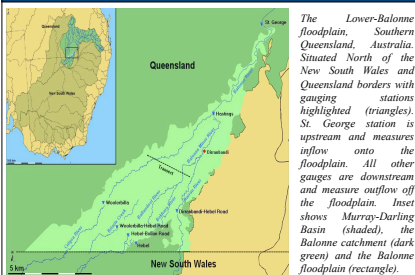 St. George
Queensland
Queensland
New South Wales
Hastings
Dirranbandi
Transect
Woolerbilla
Dirranbandi-Hebel Road
Woolerbilla-Hebel Road
Hebel-Bollon Road
Hebel
5 km
New South Wales
The Lower-Balonne
floodplain, Southern
Queensland, Australia.
Situated North of the
New South Wales and
Queensland borders with
gauging stations
highlighted (triangles).
St. George station is
upstream and measures
inflow onto the
floodplain. All other
gauges are downstream
and measure outflow off
the floodplain. Inset
shows Murray-Darling
Basin (shaded), the
Balonne catchment (dark
green) and the Balonne
floodplain (rectangle).